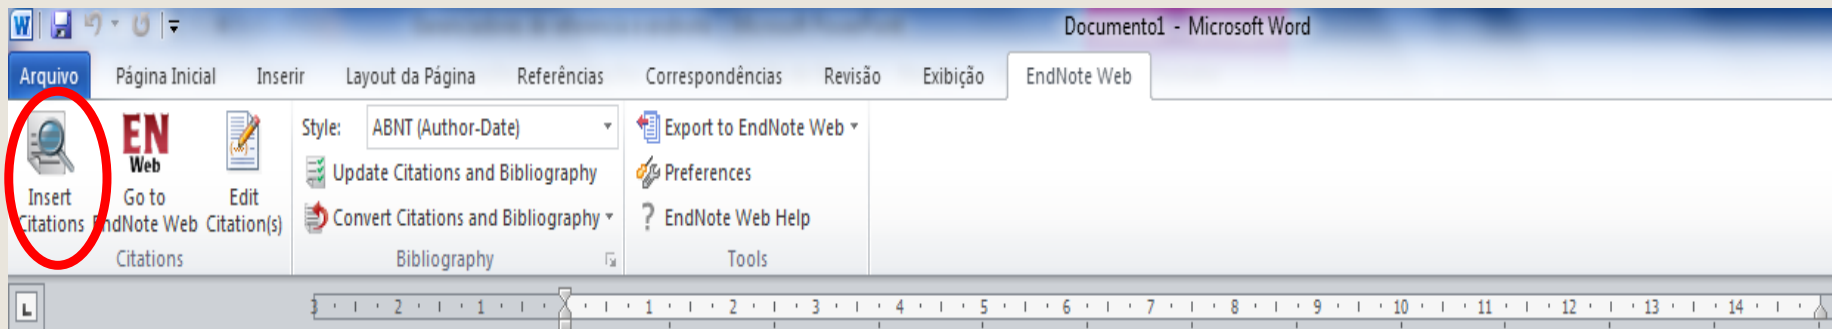 W
Documento1 - Microsoft Word
Arquivo Página Inicial Inserir Layout da Página Referências Correspondências Revisão Exibição EndNote Web
Insert
Citations
EN
Web
Go to
EndNote Web
Edit
Citation(s)
Citations
Style: ABNT (Author-Date)
Update Citations and Bibliography
Convert Citations and Bibliography
Bibliography
Export to EndNote Web
Preferences
? EndNote Web Help
Tools
L
3 2 1 1 2 3 4 5 6 7 8 9 10 11 12 13 14